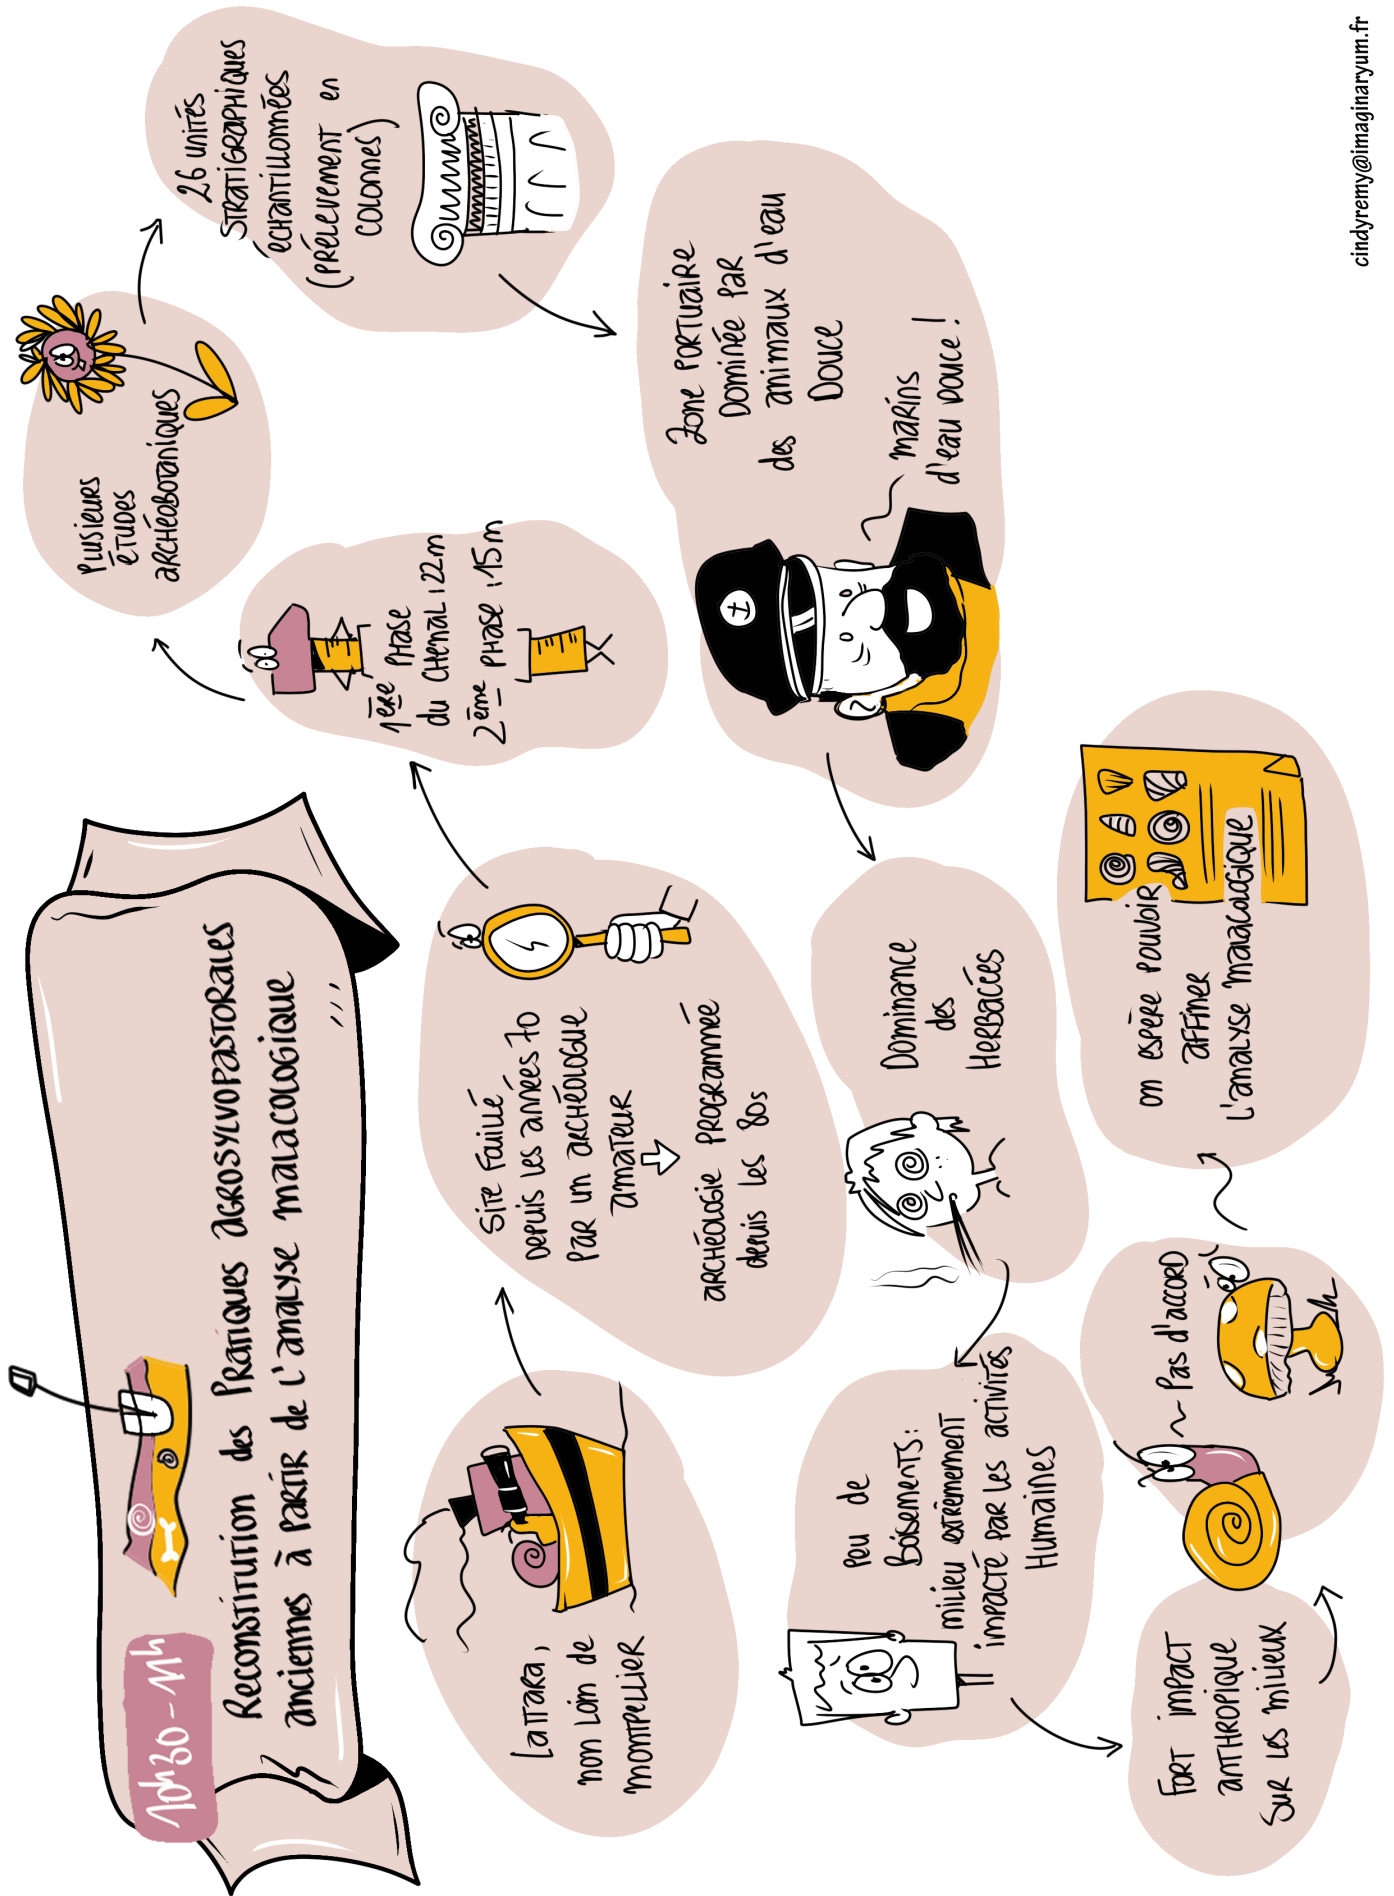 10h30-11h
Reconstitution des Pratiques agrosylvopastorales
anciennes à partir de l'analyse malacologique
...
Lattara,
non loin de
montpellier
Site Fouillé
Depuis les années 70
par un archéologue
amateur
archéologie programmée
depuis les 80s
1ère Phase
du chenal : 22m
2ème Phase : 15m
Plusieurs
études
archéobotaniques
26 unités
stratigraphiques
échantillonnées
(prélèvement en
colonnes)
Zone Portuaire
Dominée par
des animaux d'eau
Douce
marins
d'eau douce !
Dominance
des
Herbacées
Peu de
Boisements :
milieu extrêmement
impacté par les activités
Humaines
Fort impact
anthropique
sur les milieux
Pas d'accord
on espère pouvoir
affiner
l'analyse malacologique
cindyremy@imaginaryum.fr